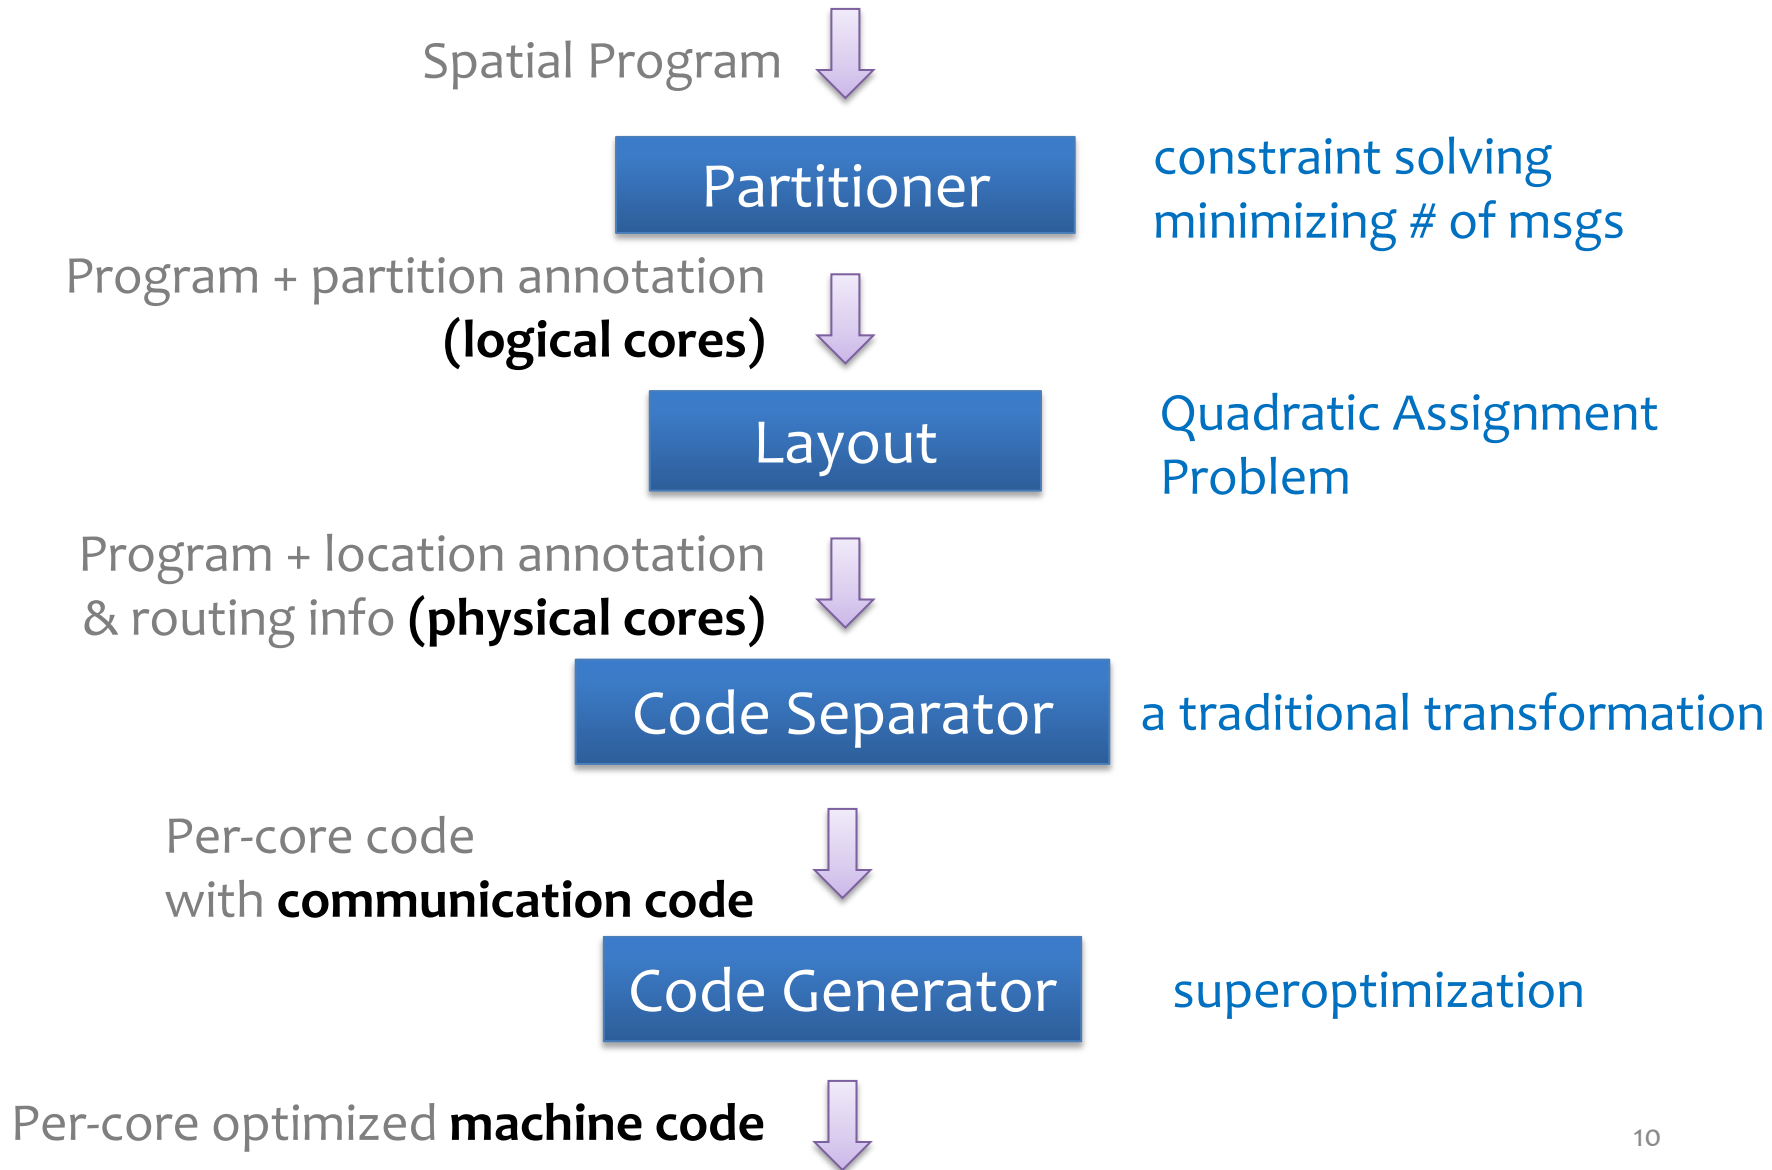 Spatial Program
Partitioner
constraint solving
minimizing # of msgs
Program + partition annotation
(logical cores)
Layout
Quadratic Assignment
Problem
Program + location annotation
& routing info (physical cores)
Code Separator
a traditional transformation
Per-core code
with communication code
Code Generator
superoptimization
Per-core optimized machine code
10